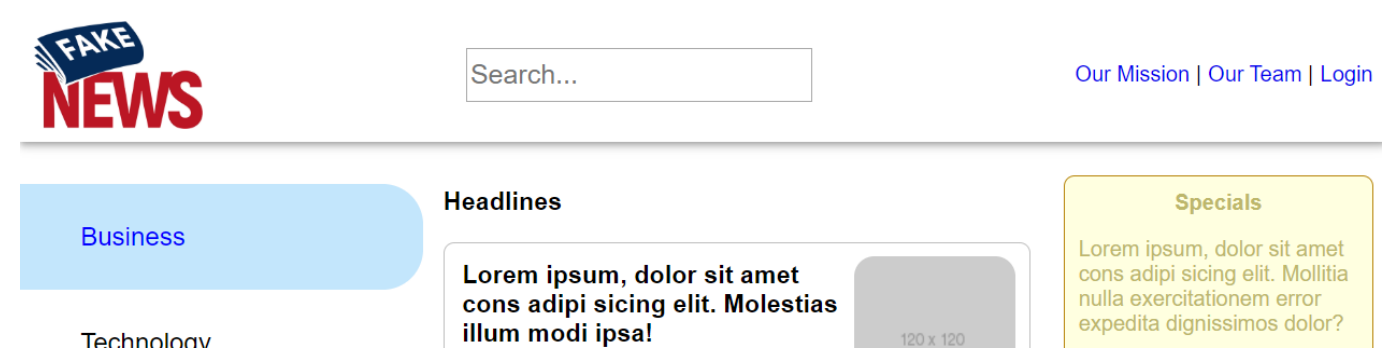 FAKE
NEWS
Search...
Our Mission | Our Team | Login
Business
Technology
Headlines
Lorem ipsum, dolor sit amet
cons adipi sicing elit. Molestias
illum modi ipsa!
120 x 120
Specials
Lorem ipsum, dolor sit amet
cons adipi sicing elit. Mollitia
nulla exercitationem error
expedita dignissimos dolor?